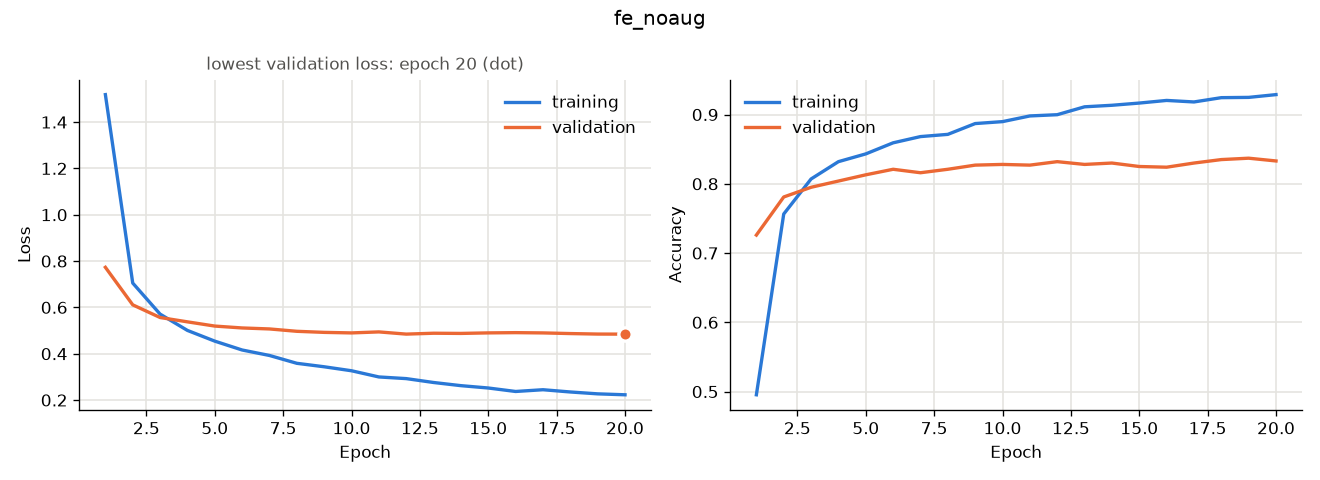 fe_noaug
lowest validation loss: epoch 20 (dot)
Loss
1.4
1.2
1.0
0.8
0.6
0.4
0.2
training
validation
2.5 5.0 7.5 10.0 12.5 15.0 17.5 20.0
Epoch
Accuracy
0.9
0.8
0.7
0.6
0.5
training
validation
2.5 5.0 7.5 10.0 12.5 15.0 17.5 20.0
Epoch